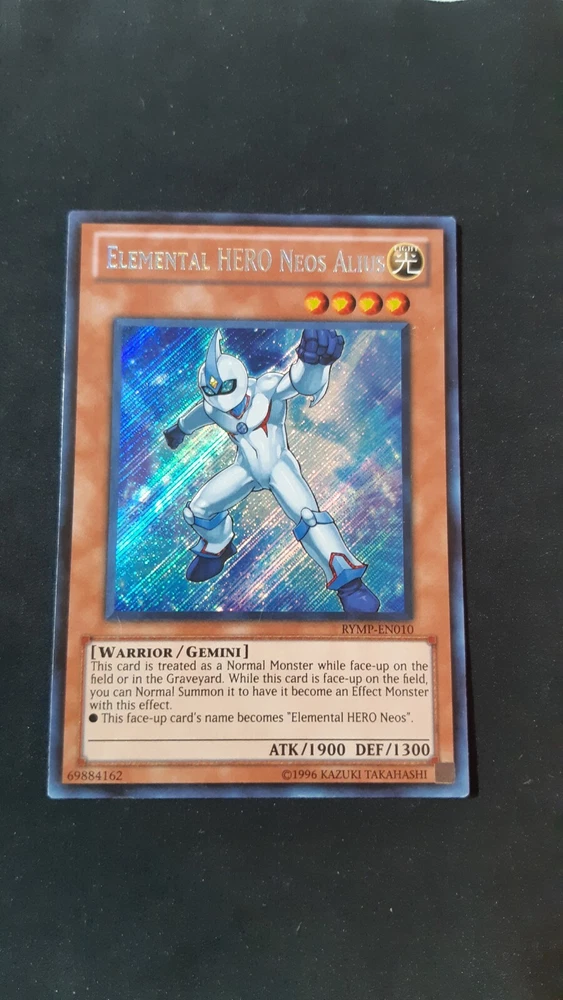 ELEMENTAL HERO NEOS ALIUS
LIGHT
光
RYMP-EN010
[WARRIOR/GEMINI]
This card is treated as a Normal Monster while face-up on the
field or in the Graveyard. While this card is face-up on the field,
you can Normal Summon it to have it become an Effect Monster
with this effect.
● This face-up card's name becomes "Elemental HERO Neos".
ATK/1900 DEF/1300
69884162
©1996 KAZUKI TAKAHASHI